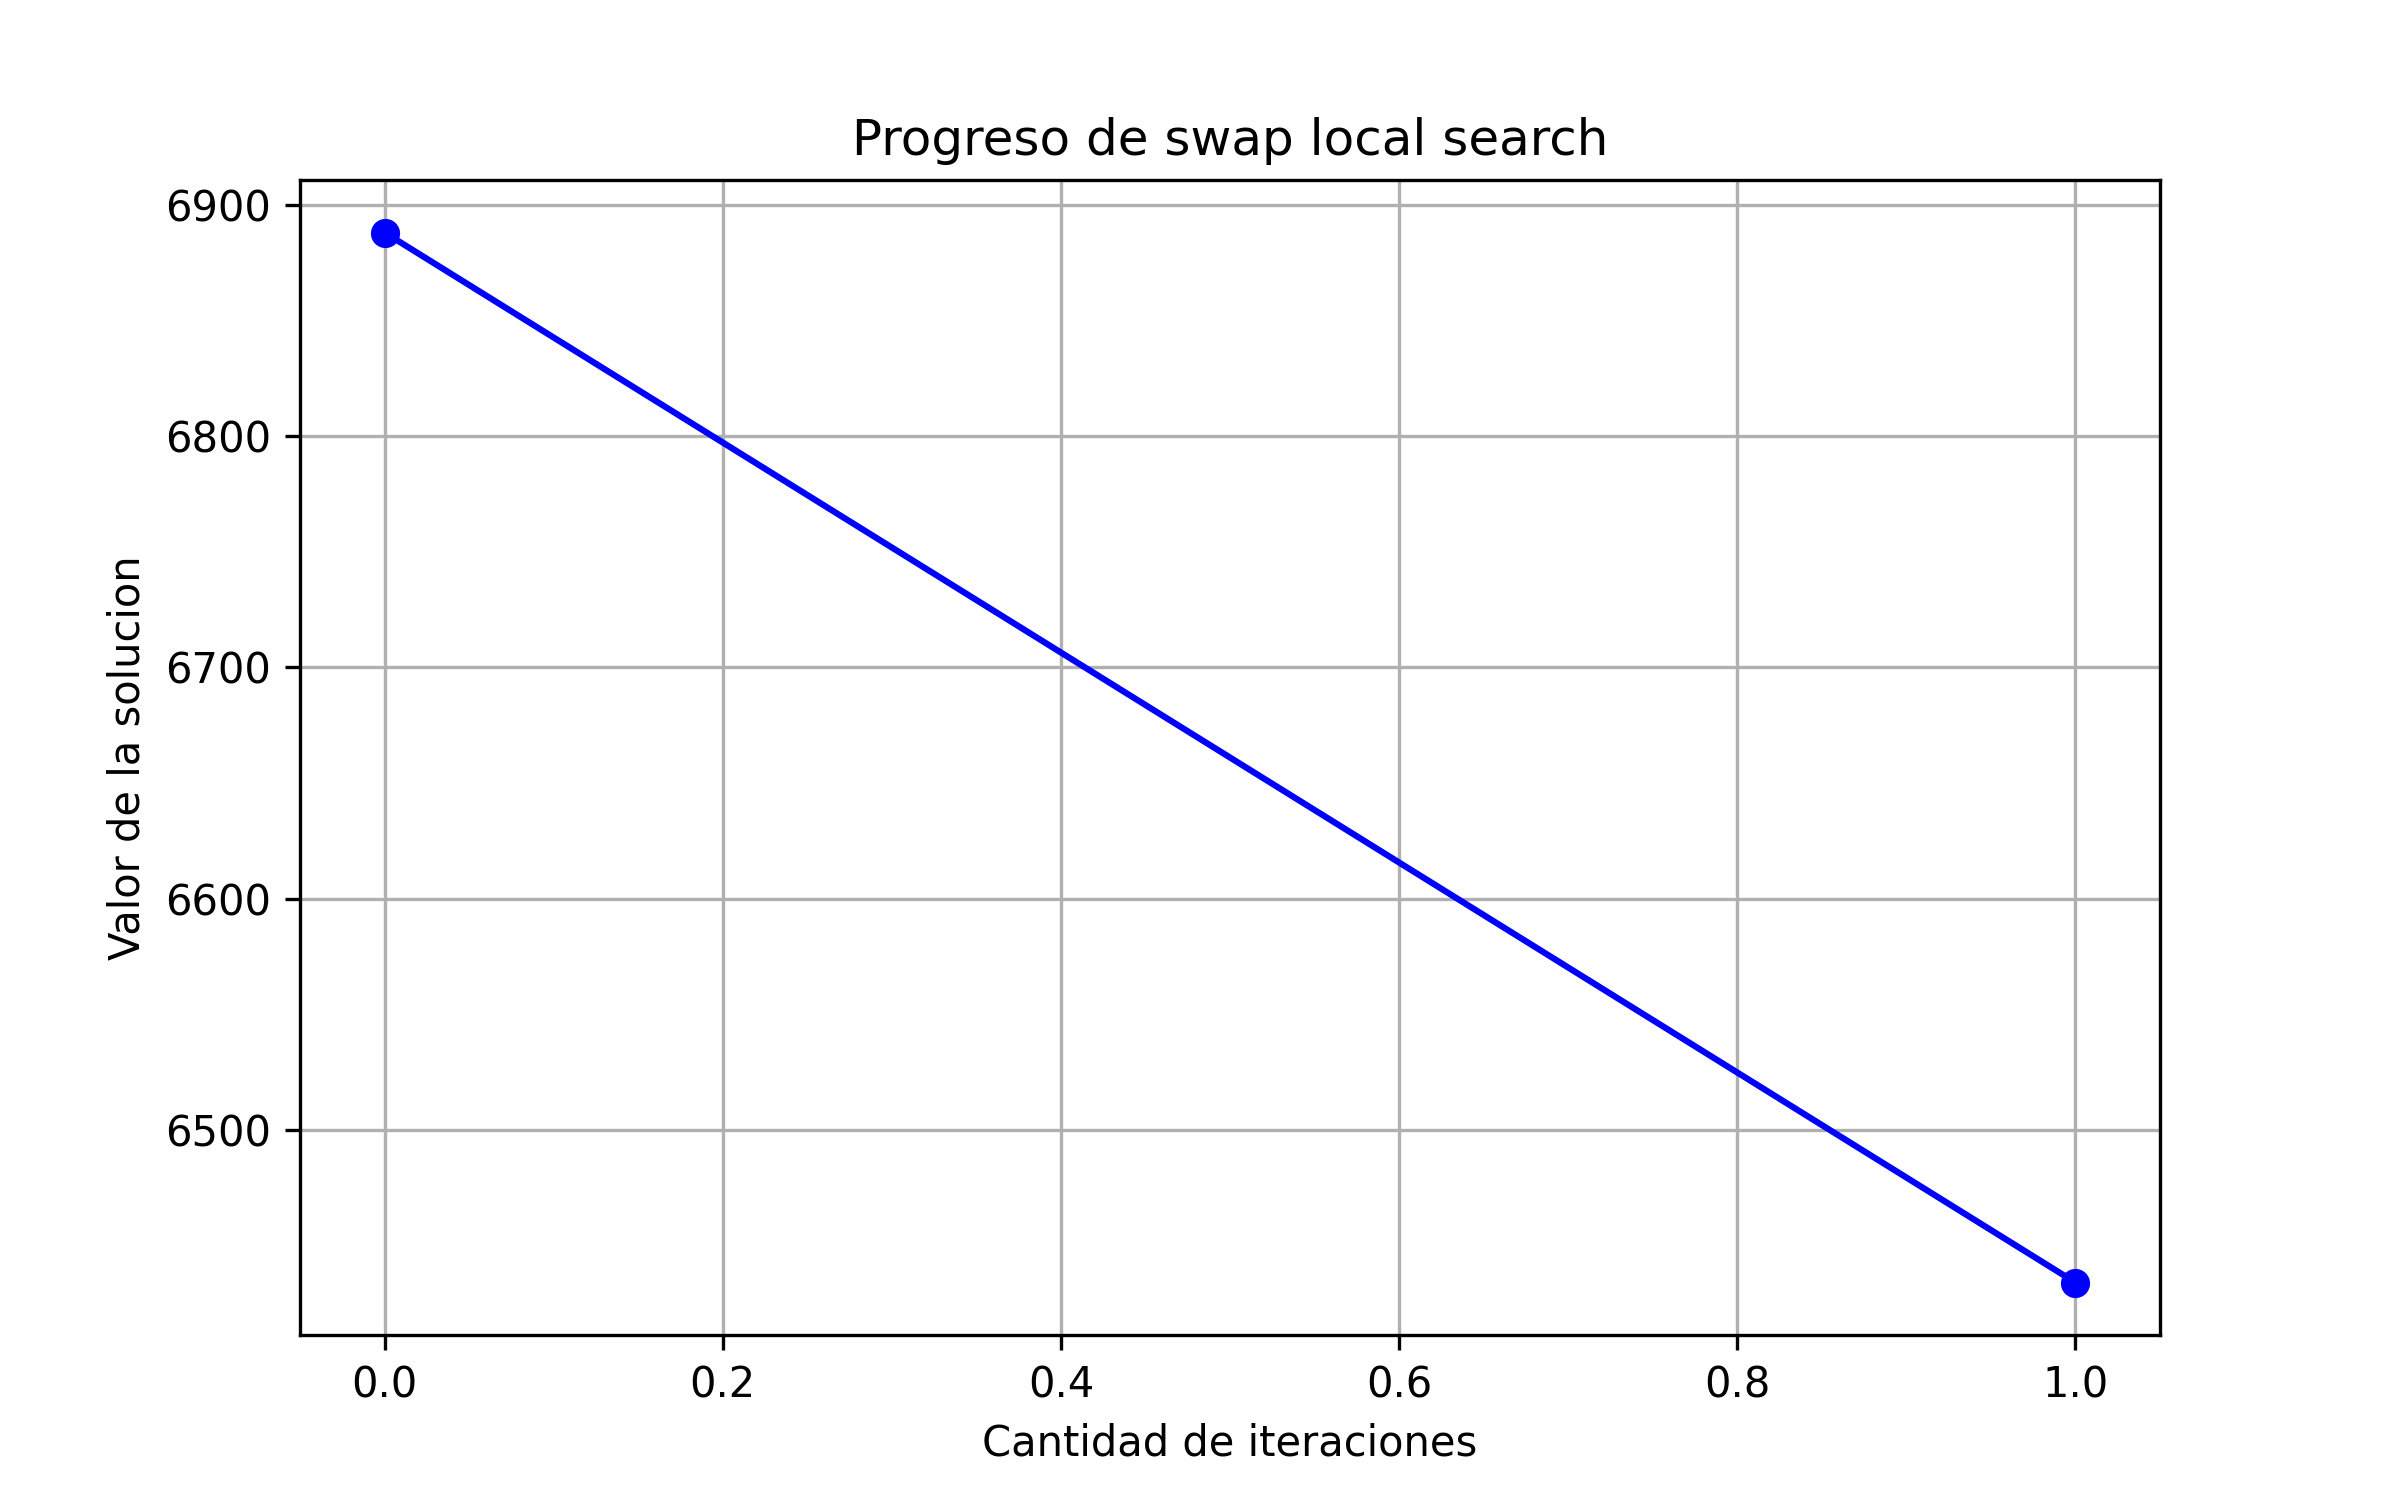 Progreso de swap local search
Valor de la solucion
6900
6800
6700
6600
6500
0.0 0.2 0.4 0.6 0.8 1.0
Cantidad de iteraciones